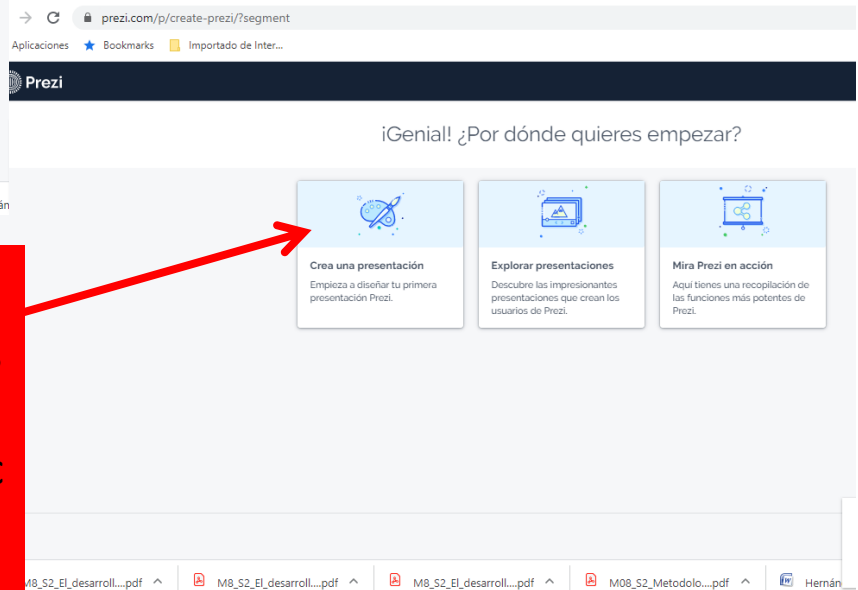 prezi.com/p/create-prezi/?segment
Aplicaciones Bookmarks Importado de Inter...
Prezi
¡Genial! ¿Por dónde quieres empezar?
Crea una presentación
Empieza a diseñar tu primera
presentación Prezi.
Explorar presentaciones
Descubre las impresionantes
presentaciones que crean los
usuarios de Prezi.
Mira Prezi en acción
Aquí tienes una recopilación de
las funciones más potentes de
Prezi.
M8_S2_El_desarroll....pdf M8_S2_El_desarroll....pdf M8_S2_El_desarroll....pdf M08_S2_Metodolo....pdf Hernán